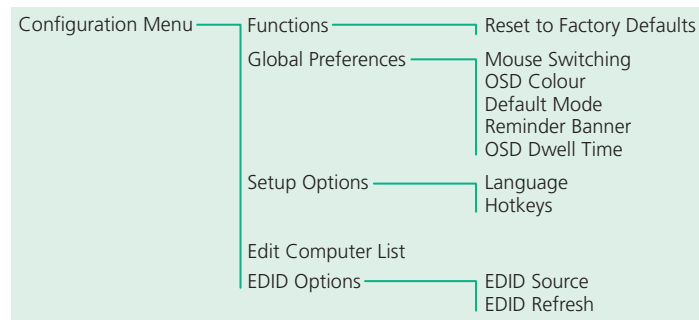 Configuration Menu Functions Reset to Factory Defaults
Global Preferences Mouse Switching
OSD Colour
Default Mode
Reminder Banner
OSD Dwell Time
Setup Options Language
Hotkeys
Edit Computer List
EDID Options EDID Source
EDID Refresh